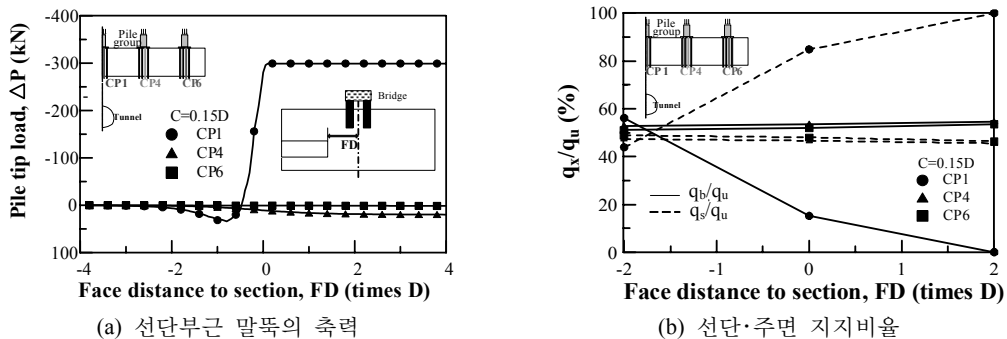 -400
-300
-200
-100
0
100
Pile tip load, △P (kN)
-4
-2
0
2
4
Face distance to section, FD (times D)
Pile
group
CP1
CP4
CP6
Tunnel
C=0.15D
CP1
CP4
CP6
Bridge
FD
(a) 선단부근 말뚝의 축력
100
80
60
40
20
0
qx/qu (%)
-2
-1
0
1
2
Face distance to section, FD (times D)
Pile
group
CP1
CP4
CP6
Tunnel
qb/qu
qs/qu
C=0.15D
CP1
CP4
CP6
(b) 선단·주면 지지비율